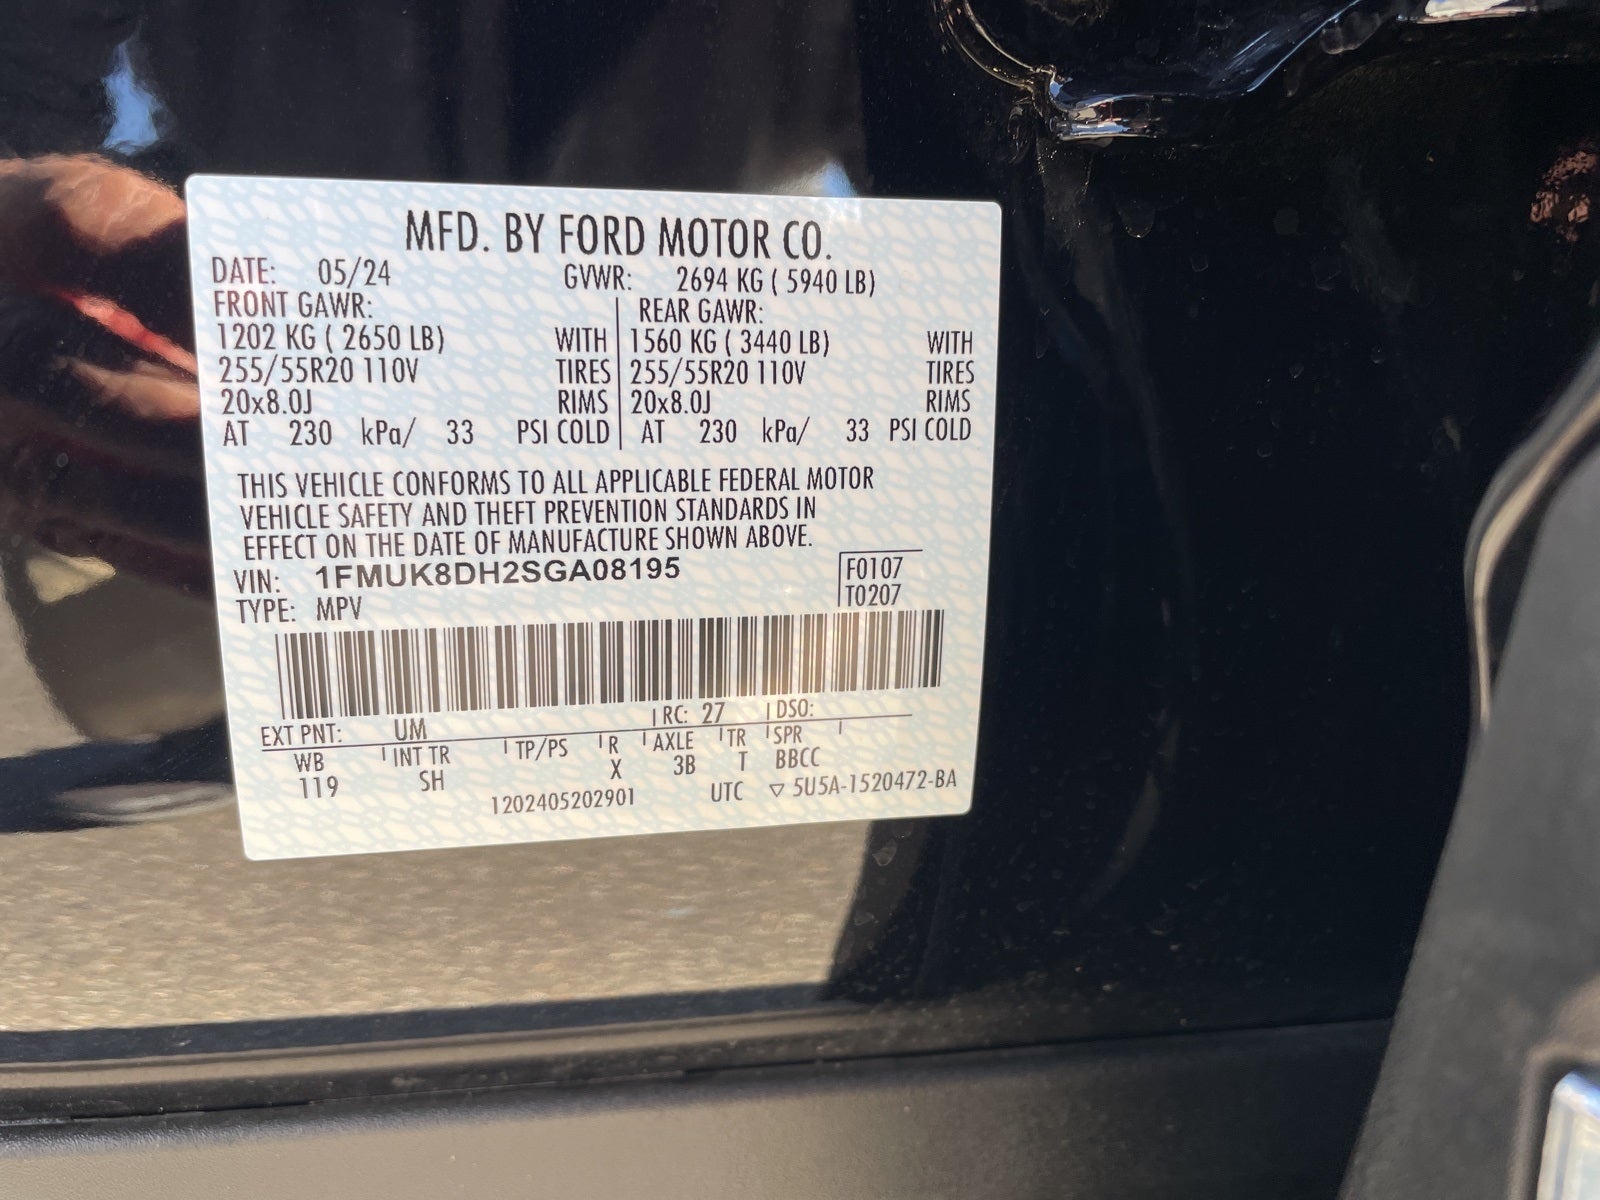 MFD. BY FORD MOTOR CO.
DATE: 05/24 GVWR: 2694 KG ( 5940 LB)
FRONT GAWR: REAR GAWR:
1202 KG ( 2650 LB) WITH 1560 KG ( 3440 LB) WITH
255/55R20 110V TIRES 255/55R20 110V TIRES
20x8.0J RIMS 20x8.0J RIMS
AT 230 kPa/ 33 PSI COLD AT 230 kPa/ 33 PSI COLD
THIS VEHICLE CONFORMS TO ALL APPLICABLE FEDERAL MOTOR
VEHICLE SAFETY AND THEFT PREVENTION STANDARDS IN
EFFECT ON THE DATE OF MANUFACTURE SHOWN ABOVE.
VIN: 1FMUK8DH2SGA08195 F0107
TYPE: MPV T0207
EXT PNT: UM RC: 27 DSO:
WB INT TR TP/PS R AXLE TR SPR
119 SH X 3B T BBCC
1202405202901 UTC ▽ 5U5A-1520472-BA